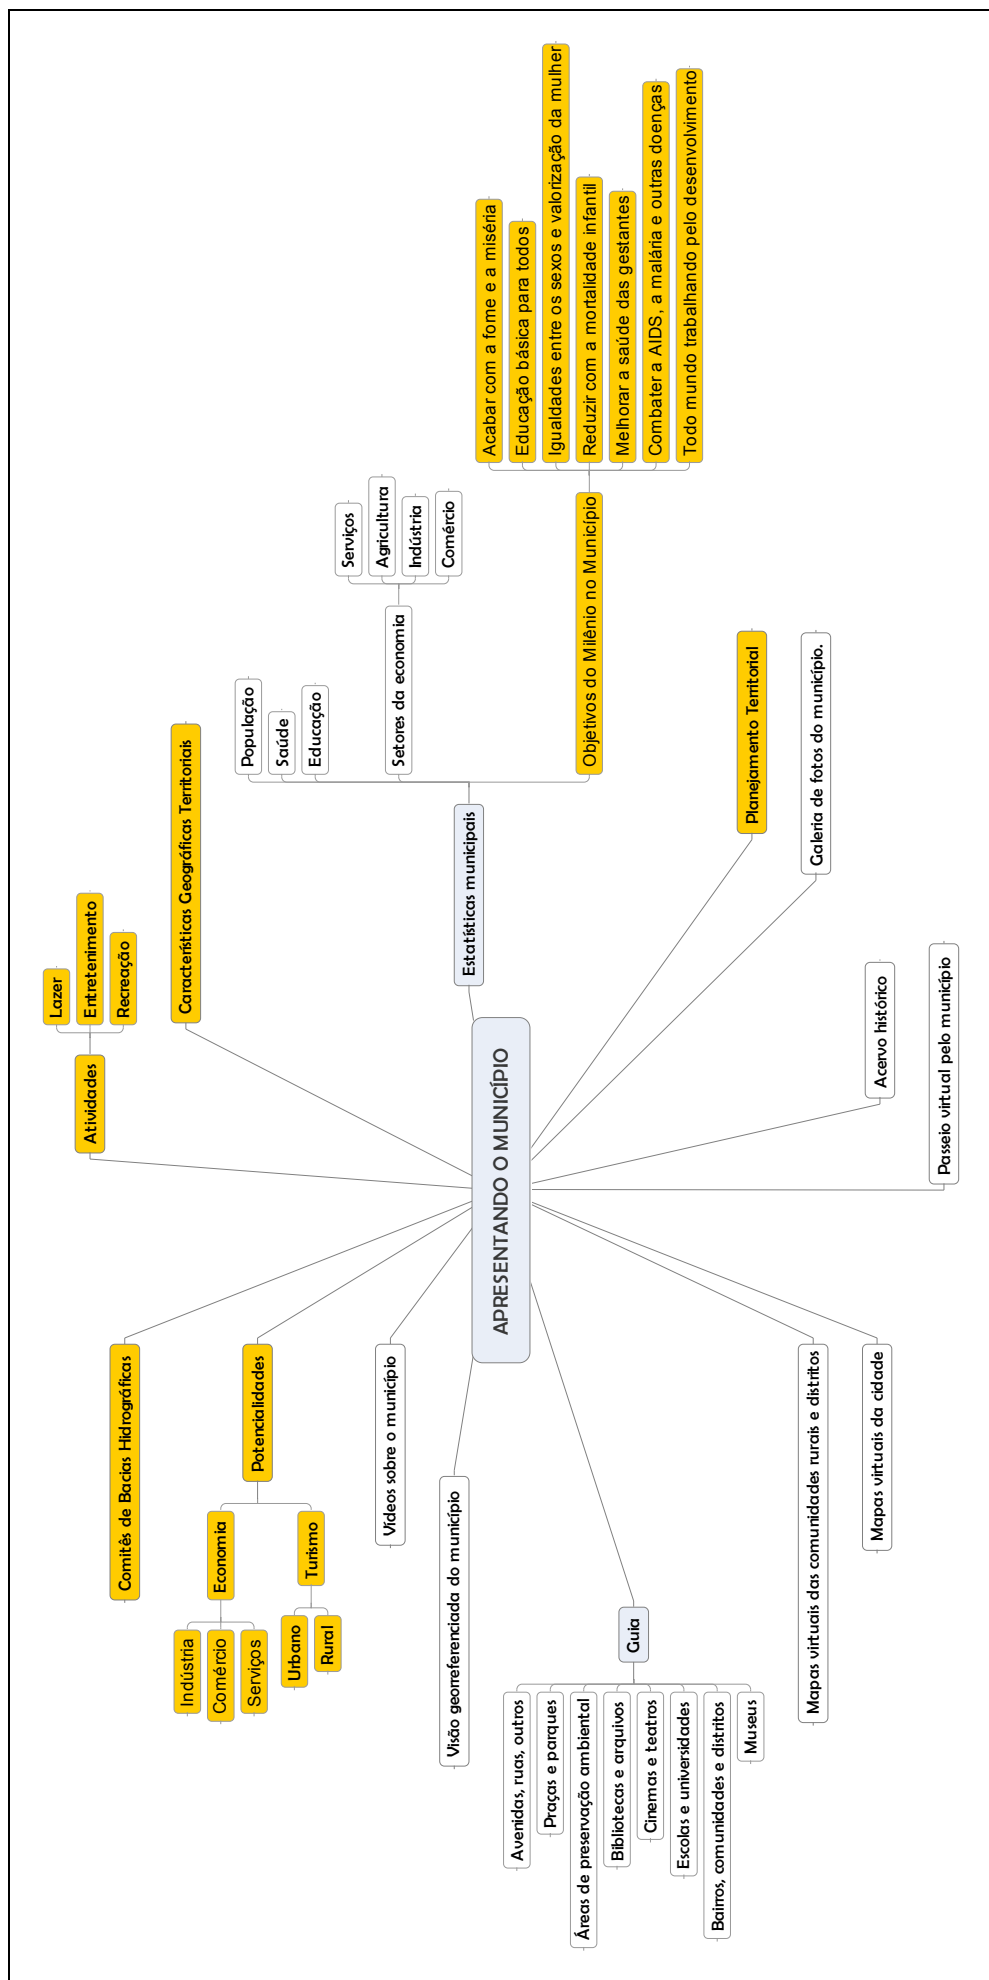 APRESENTANDO O MUNICÍPIO
Atividades
Lazer
Entretenimento
Recreação
Características Geográficas Territoriais
Estatísticas municipais
População
Saúde
Educação
Setores da economia
Serviços
Agricultura
Indústria
Comércio
Objetivos do Milênio no Município
Acabar com a fome e a miséria
Educação básica para todos
Igualdades entre os sexos e valorização da mulher
Reduzir com a mortalidade infantil
Melhorar a saúde das gestantes
Combater a AIDS, a malária e outras doenças
Todo mundo trabalhando pelo desenvolvimento
Planejamento Territorial
Galeria de fotos do município.
Acervo histórico
Passeio virtual pelo município
Comitês de Bacias Hidrográficas
Potencialidades
Economia
Indústria
Comércio
Serviços
Turismo
Urbano
Rural
Vídeos sobre o município
Visão georeferenciada do município
Guia
Avenidas, ruas, outros
Praças e parques
Áreas de preservação ambiental
Bibliotecas e arquivos
Cinemas e teatros
Escolas e universidades
Bairros, comunidades e distritos
Museus
Mapas virtuais das comunidades rurais e distritos
Mapas virtuais da cidade